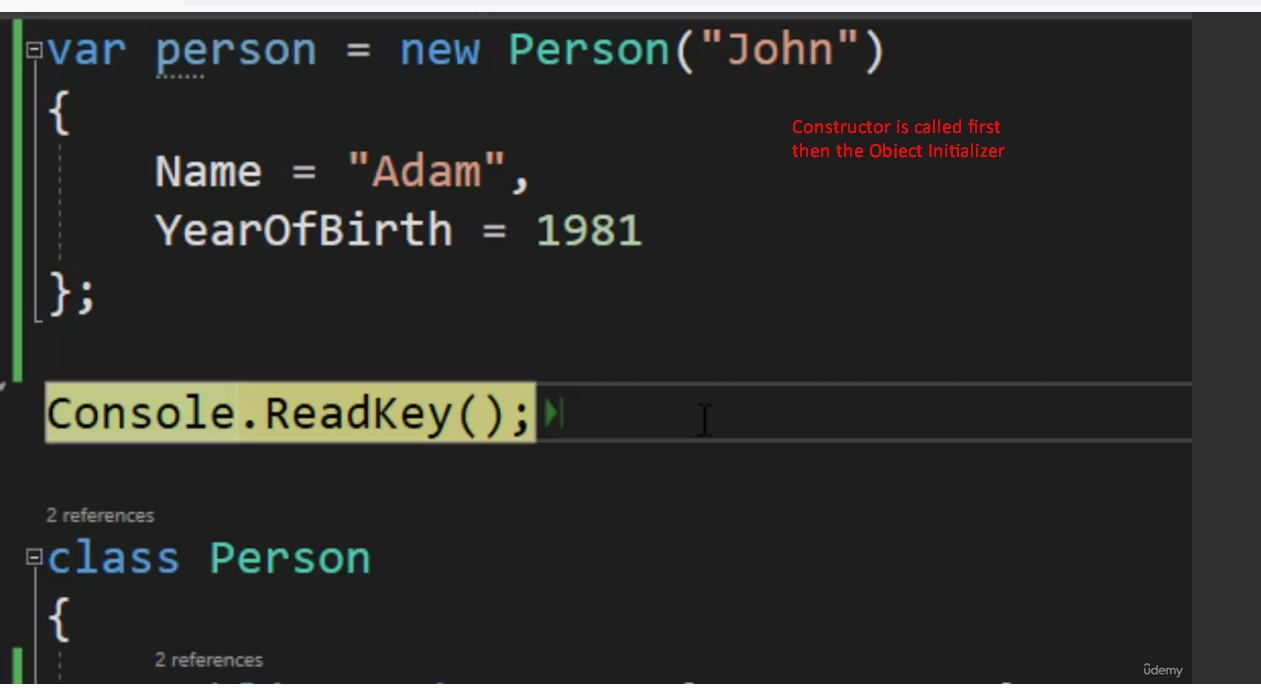 var person = new Person("John")
{
Constructor is called first
then the Object Initializer
Name = "Adam",
YearOfBirth = 1981
};
Console.ReadKey();
2 references
class Person
{
2 references
ûdemy